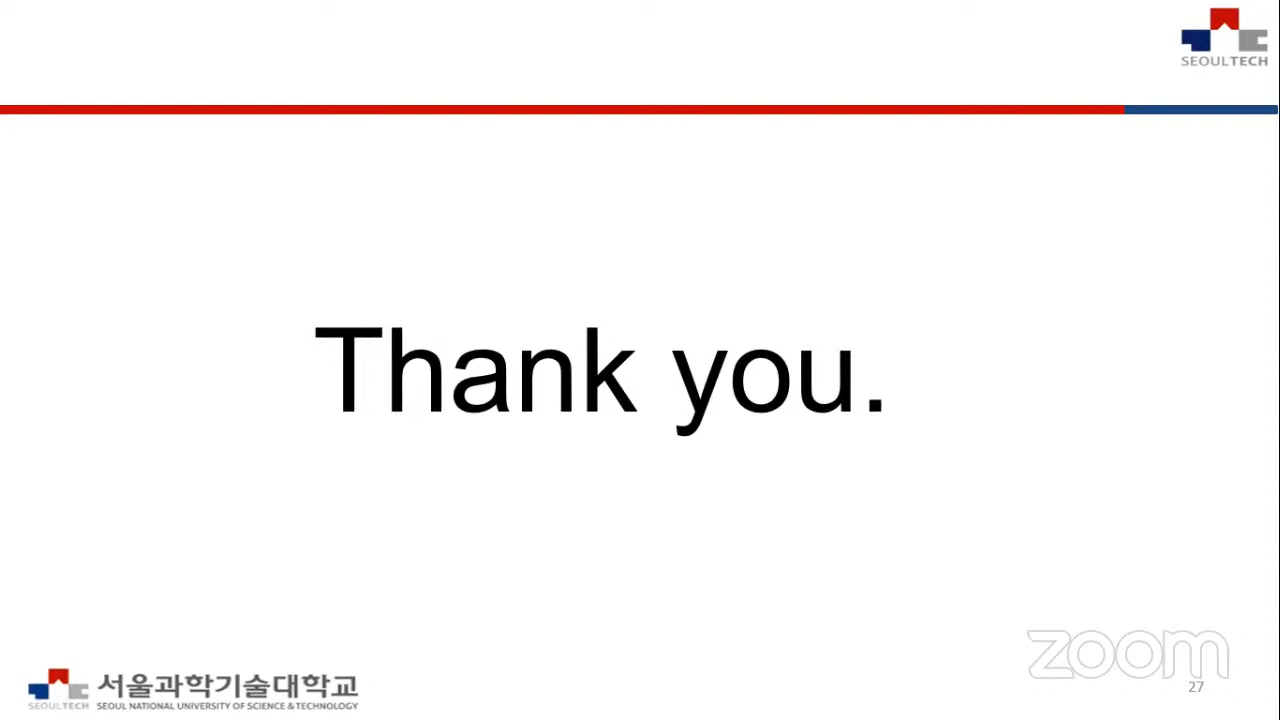 SEOULTECH
Thank you.
zoom
27
서울과학기술대학교
SEOULTECH
SEOUL NATIONAL UNIVERSITY OF SCIENCE & TECHNOLOGY